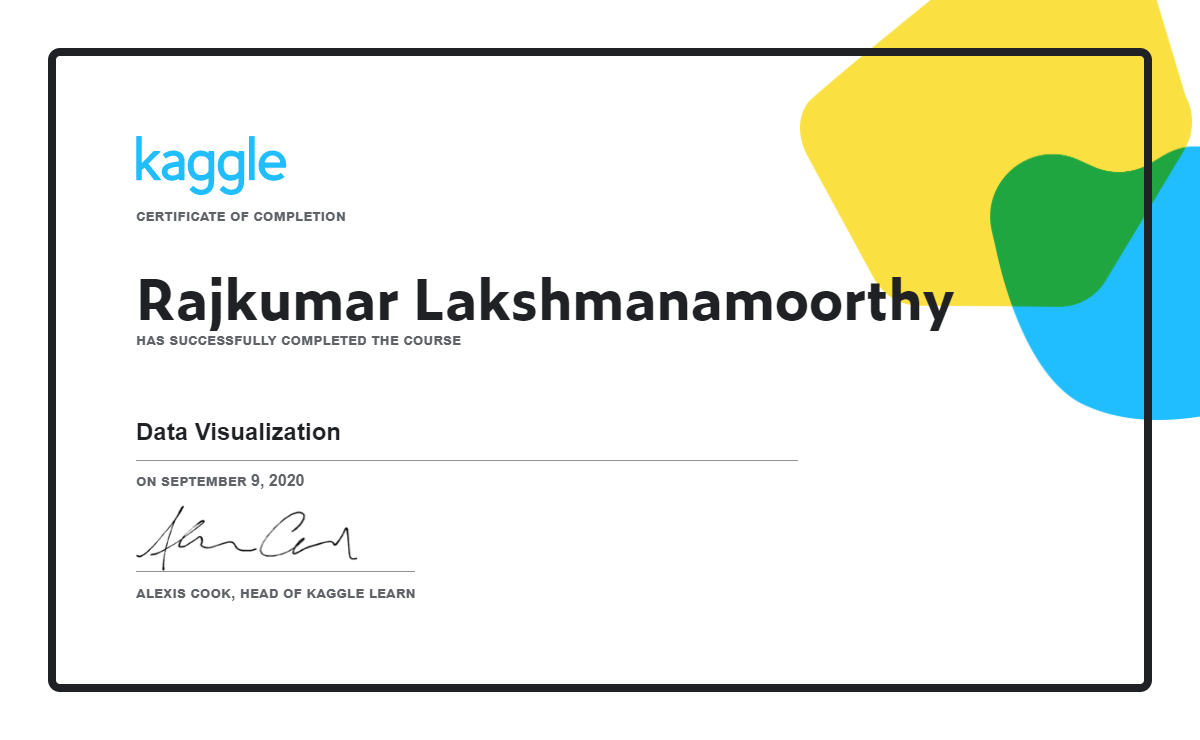 kaggle
CERTIFICATE OF COMPLETION
Rajkumar Lakshmanamoorthy
HAS SUCCESSFULLY COMPLETED THE COURSE
Data Visualization
ON SEPTEMBER 9, 2020
ALEXIS COOK, HEAD OF KAGGLE LEARN